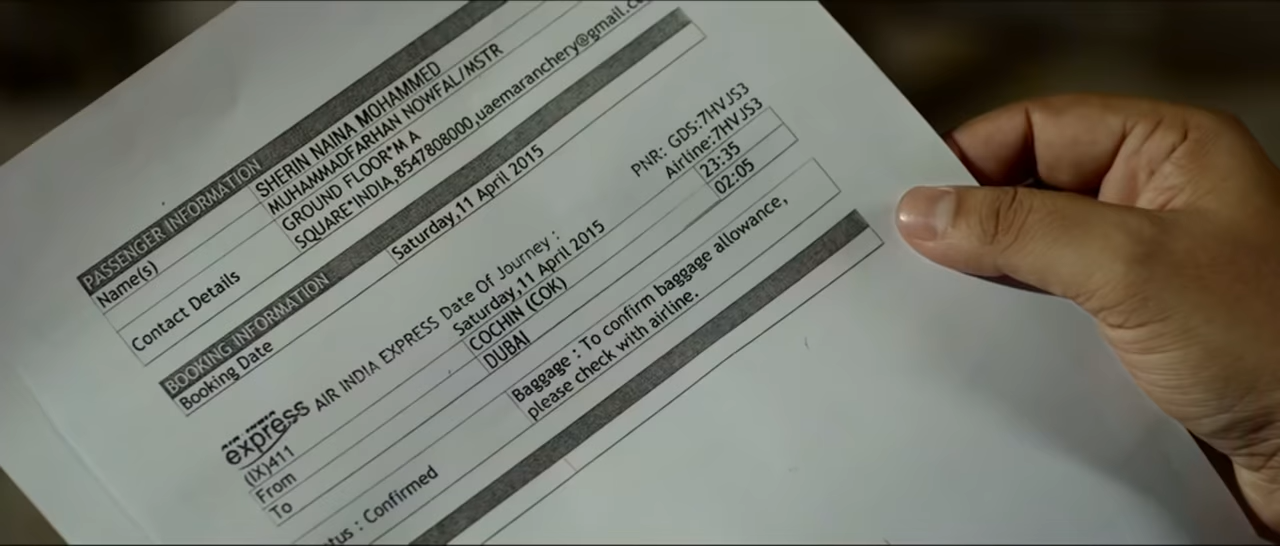 PASSENGER INFORMATION
Name(s) SHERIN NAINA MOHAMMED
MUHAMMADFARHAN NOWFAL/MSTR
Contact Details GROUND FLOOR*M A
SQUARE*INDIA,8547808000,uaemaranchery@gmail.c
BOOKING INFORMATION
Booking Date Saturday,11 April 2015
AIR INDIA
express AIR INDIA EXPRESS Date Of Journey : PNR: GDS:7HVJS3
(IX)411 Saturday,11 April 2015 Airline:7HVJS3
From COCHIN (COK) 23:35
To DUBAI 02:05
Baggage : To confirm baggage allowance,
please check with airline.
tus : Confirmed